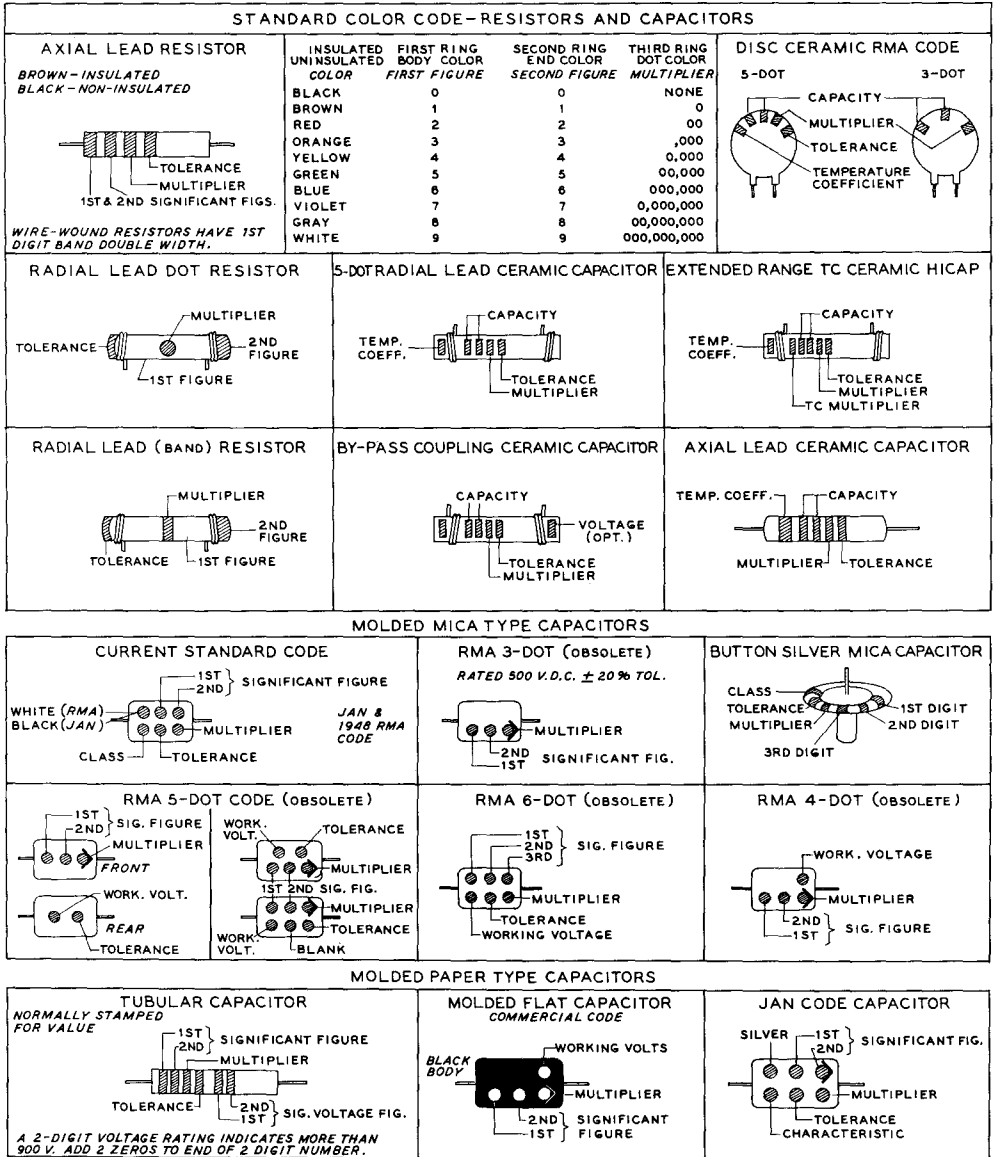 STANDARD COLOR CODE-RESISTORS AND CAPACITORS
AXIAL LEAD RESISTOR
BROWN-INSULATED
BLACK-NON-INSULATED
TOLERANCE
MULTIPLIER
1ST & 2ND SIGNIFICANT FIGS.
WIRE-WOUND RESISTORS HAVE 1ST
DIGIT BAND DOUBLE WIDTH.
INSULATED FIRST RING SECOND RING THIRD RING
UNINSULATED BODY COLOR END COLOR DOT COLOR
COLOR FIRST FIGURE SECOND FIGURE MULTIPLIER
BLACK 0 0 NONE
BROWN 1 1 0
RED 2 2 00
ORANGE 3 3 ,000
YELLOW 4 4 0,000
GREEN 5 5 00,000
BLUE 6 6 000,000
VIOLET 7 7 0,000,000
GRAY 8 8 00,000,000
WHITE 9 9 000,000,000
DISC CERAMIC RMA CODE
5-DOT 3-DOT
CAPACITY
MULTIPLIER
TOLERANCE
TEMPERATURE
COEFFICIENT
RADIAL LEAD DOT RESISTOR
MULTIPLIER
TOLERANCE
2ND
FIGURE
1ST FIGURE
5-DOT RADIAL LEAD CERAMIC CAPACITOR
CAPACITY
TEMP.
COEFF.
TOLERANCE
MULTIPLIER
EXTENDED RANGE TC CERAMIC HICAP
CAPACITY
TEMP.
COEFF.
TOLERANCE
MULTIPLIER
TC MULTIPLIER
RADIAL LEAD (BAND) RESISTOR
MULTIPLIER
2ND
FIGURE
TOLERANCE 1ST FIGURE
BY-PASS COUPLING CERAMIC CAPACITOR
CAPACITY
VOLTAGE
(OPT.)
TOLERANCE
MULTIPLIER
AXIAL LEAD CERAMIC CAPACITOR
TEMP. COEFF. CAPACITY
MULTIPLIER TOLERANCE
MOLDED MICA TYPE CAPACITORS
CURRENT STANDARD CODE
1ST
2ND } SIGNIFICANT FIGURE
WHITE (RMA)
BLACK (JAN)
MULTIPLIER
JAN &
1948 RMA
CODE
CLASS TOLERANCE
RMA 3-DOT (OBSOLETE)
RATED 500 V.D.C. ± 20% TOL.
MULTIPLIER
2ND
1ST SIGNIFICANT FIG.
BUTTON SILVER MICA CAPACITOR
CLASS
TOLERANCE
MULTIPLIER
1ST DIGIT
2ND DIGIT
3RD DIGIT
RMA 5-DOT CODE (OBSOLETE)
1ST
2ND } SIG. FIGURE
MULTIPLIER
FRONT
WORK. VOLT.
REAR
TOLERANCE
WORK.
VOLT.
TOLERANCE
MULTIPLIER
1ST 2ND SIG. FIG.
MULTIPLIER
TOLERANCE
WORK.
VOLT.
BLANK
RMA 6-DOT (OBSOLETE)
1ST
2ND
3RD } SIG. FIGURE
MULTIPLIER
TOLERANCE
WORKING VOLTAGE
RMA 4-DOT (OBSOLETE)
WORK. VOLTAGE
MULTIPLIER
2ND
1ST } SIG. FIGURE
MOLDED PAPER TYPE CAPACITORS
TUBULAR CAPACITOR
NORMALLY STAMPED
FOR VALUE
1ST
2ND } SIGNIFICANT FIGURE
MULTIPLIER
TOLERANCE
2ND
1ST } SIG. VOLTAGE FIG.
A 2-DIGIT VOLTAGE RATING INDICATES MORE THAN
900 V. ADD 2 ZEROS TO END OF 2 DIGIT NUMBER.
MOLDED FLAT CAPACITOR
COMMERCIAL CODE
WORKING VOLTS
BLACK
BODY
MULTIPLIER
2ND
1ST } SIGNIFICANT
FIGURE
JAN CODE CAPACITOR
SILVER
1ST
2ND } SIGNIFICANT FIG.
MULTIPLIER
TOLERANCE
CHARACTERISTIC